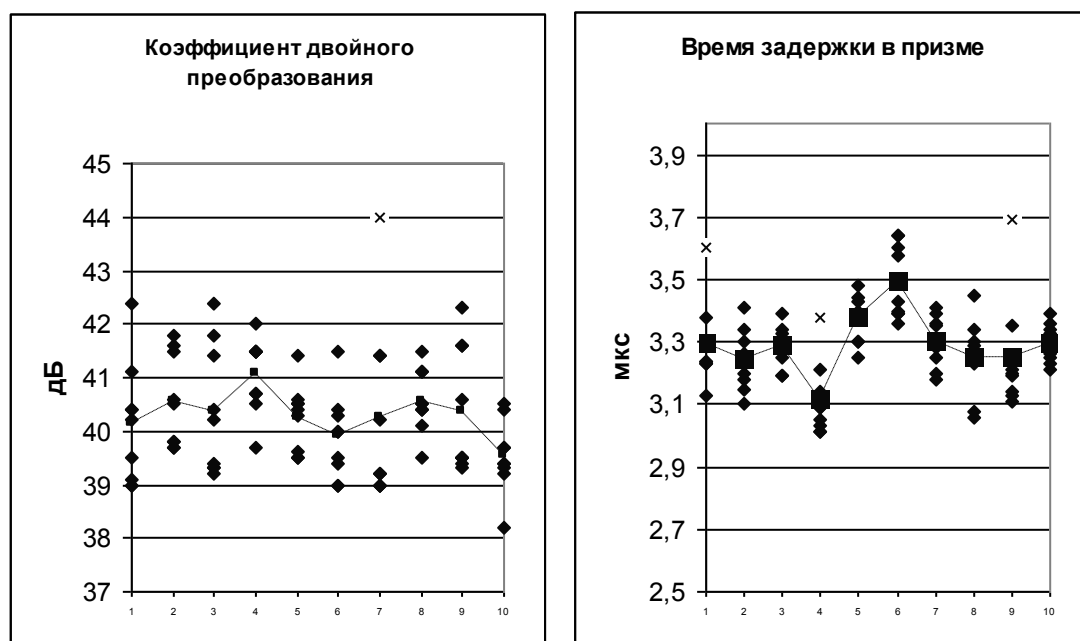 Коэффициент двойного
преобразования
дБ
45
44
43
42
41
40
39
38
37
1 2 3 4 5 6 7 8 9 10
Время задержки в призме
мкс
3,9
3,7
3,5
3,3
3,1
2,9
2,7
2,5
1 2 3 4 5 6 7 8 9 10